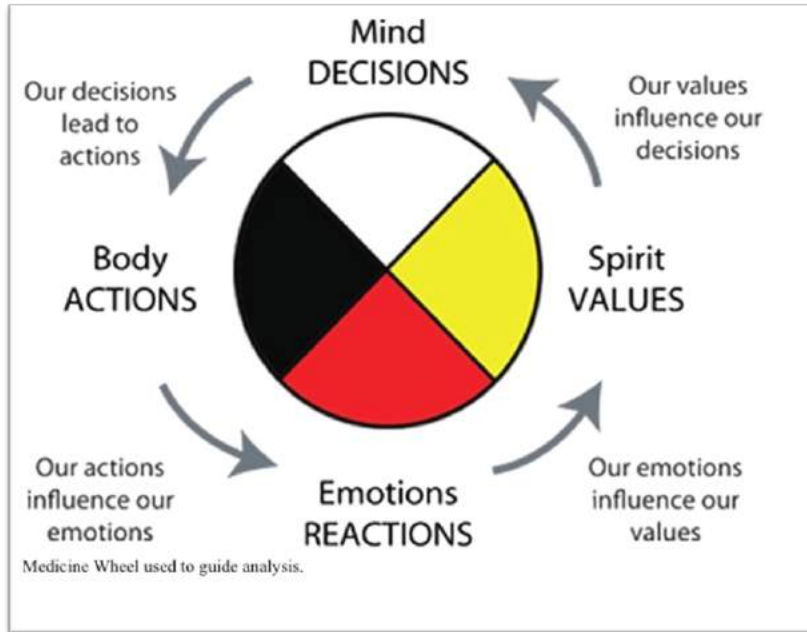 Mind
DECISIONS
Our decisions
lead to
actions
Our values
influence our
decisions
Body
ACTIONS
Spirit
VALUES
Our actions
influence our
emotions
Emotions
REACTIONS
Our emotions
influence our
values
Medicine Wheel used to guide analysis.